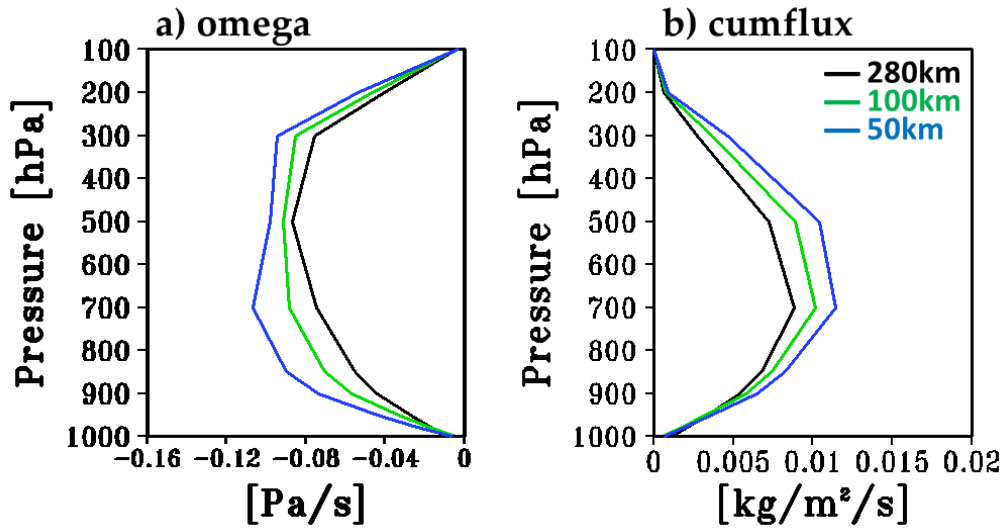 a) omega
Pressure [hPa]
100
200
300
400
500
600
700
800
900
1000
-0.16 -0.12 -0.08 -0.04 0
[Pa/s]
b) cumflux
280km
100km
50km
Pressure [hPa]
100
200
300
400
500
600
700
800
900
1000
0 0.005 0.01 0.015 0.02
[kg/m²/s]